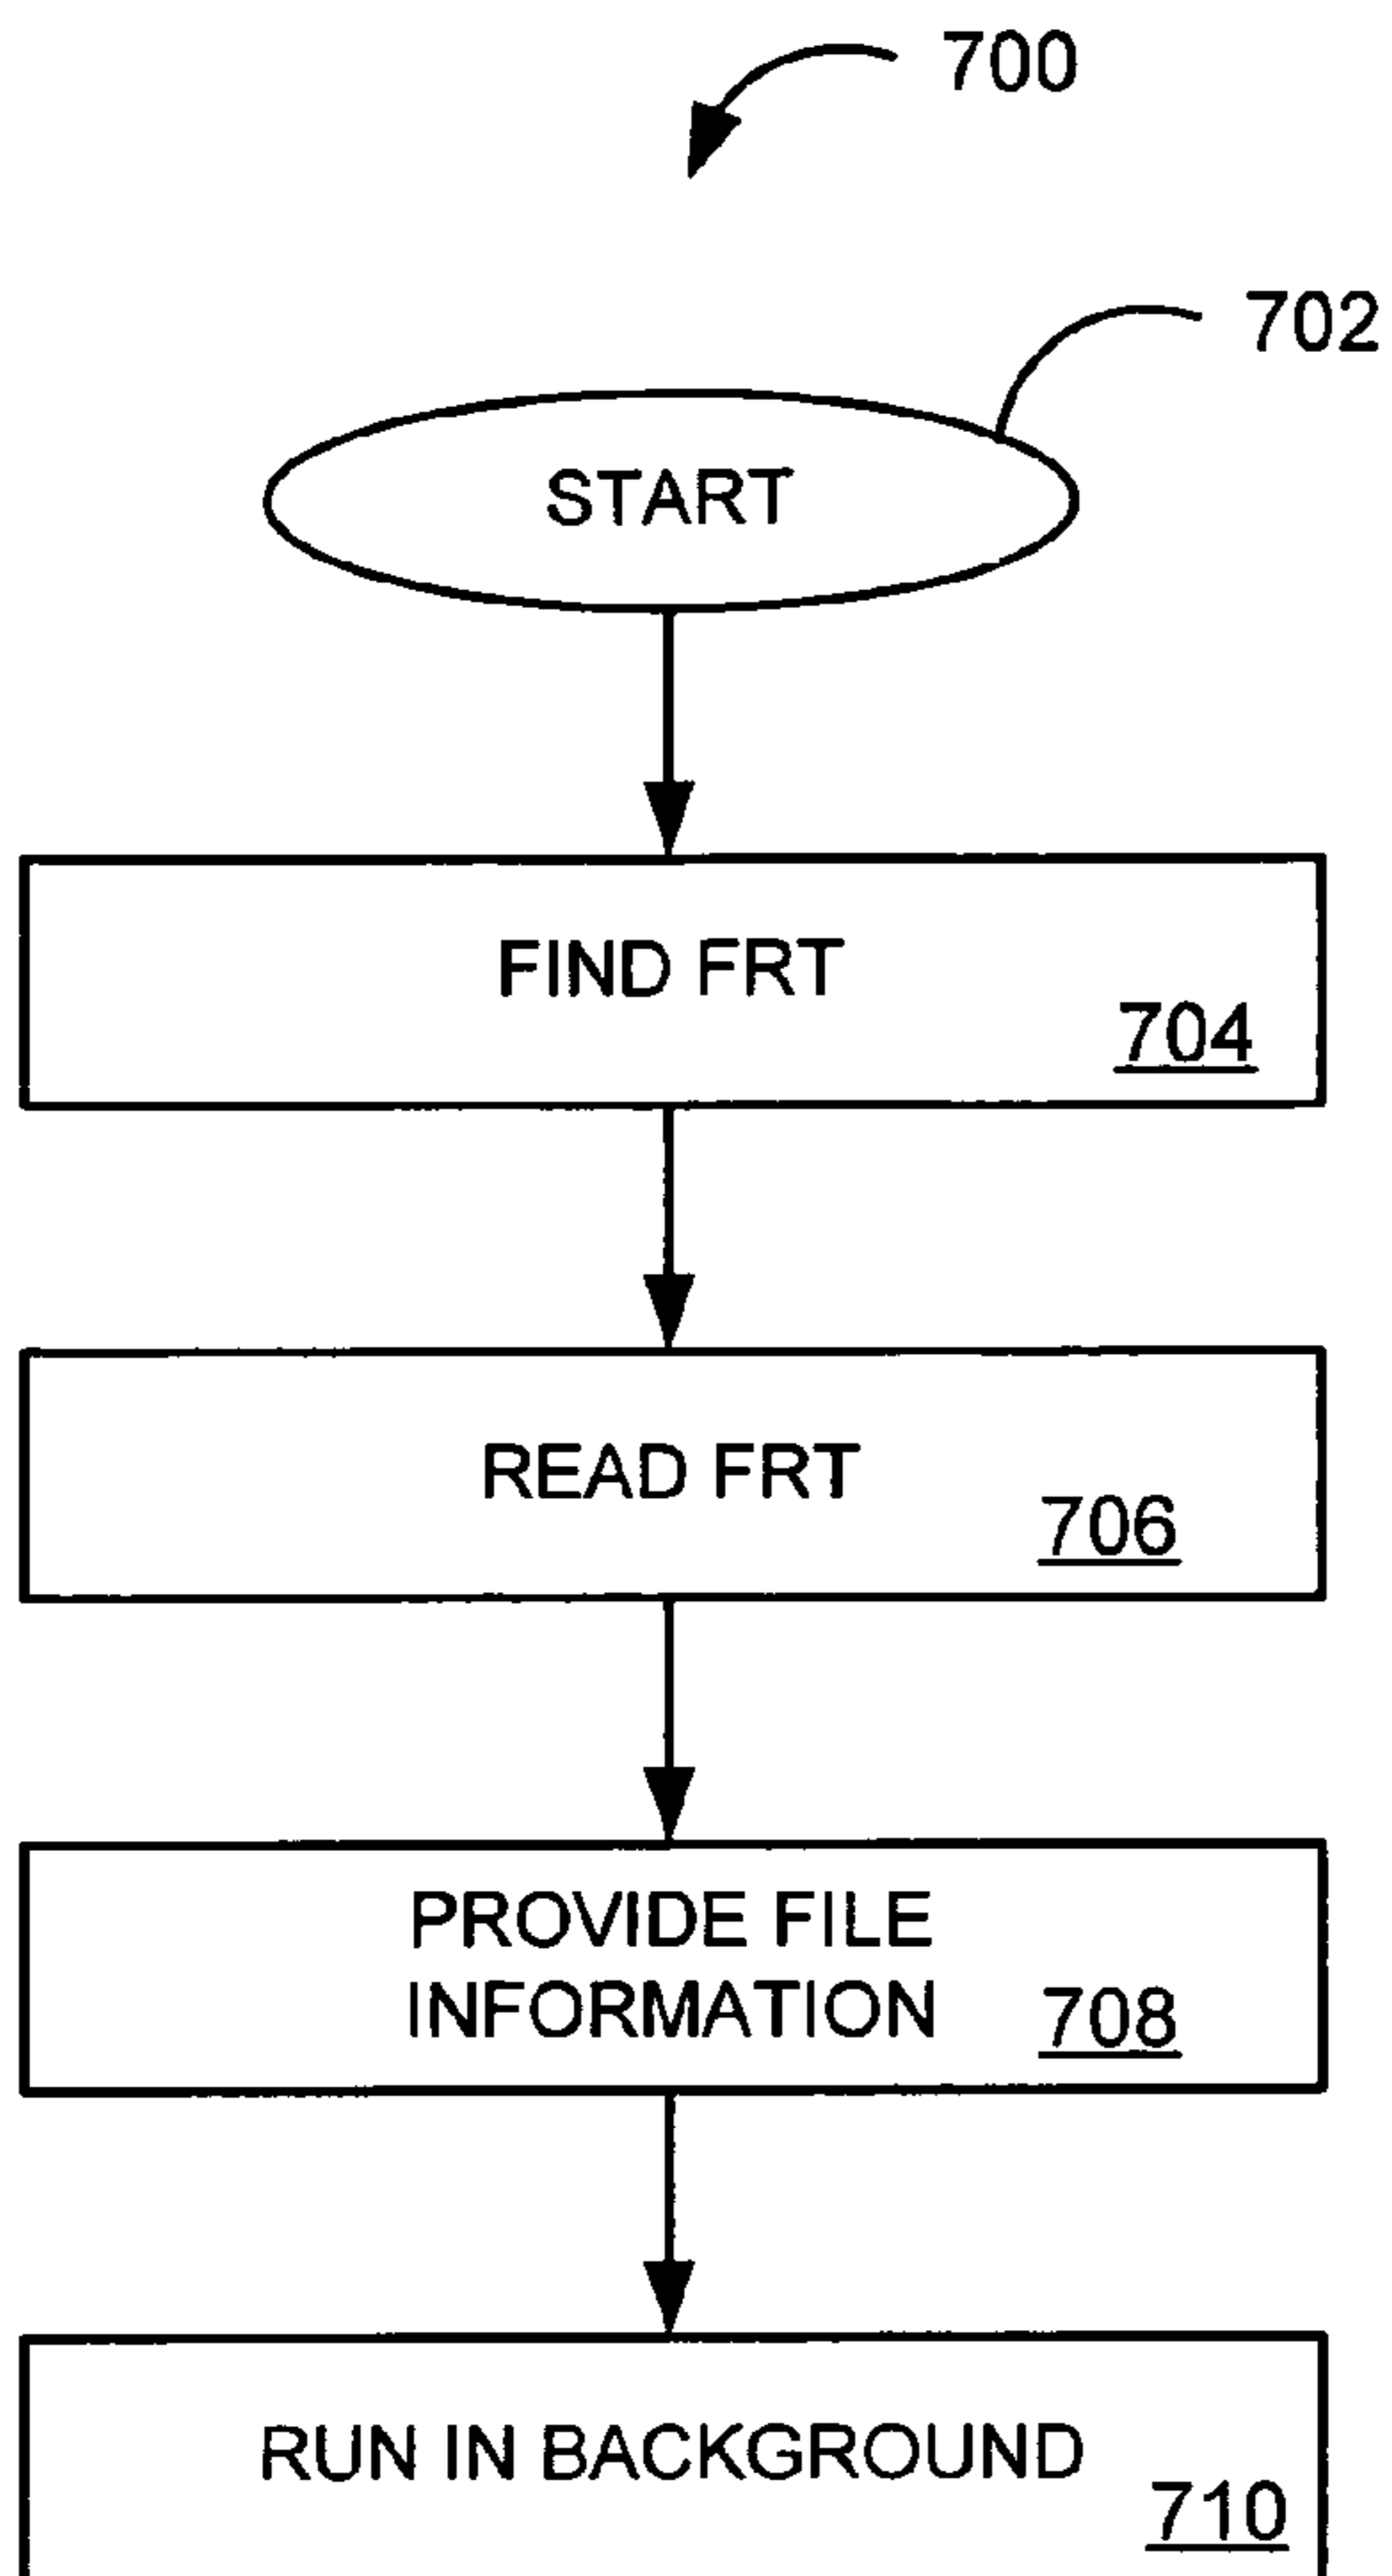 700
702
START
FIND FRT
704
READ FRT
706
PROVIDE FILE
INFORMATION
708
RUN IN BACKGROUND
710